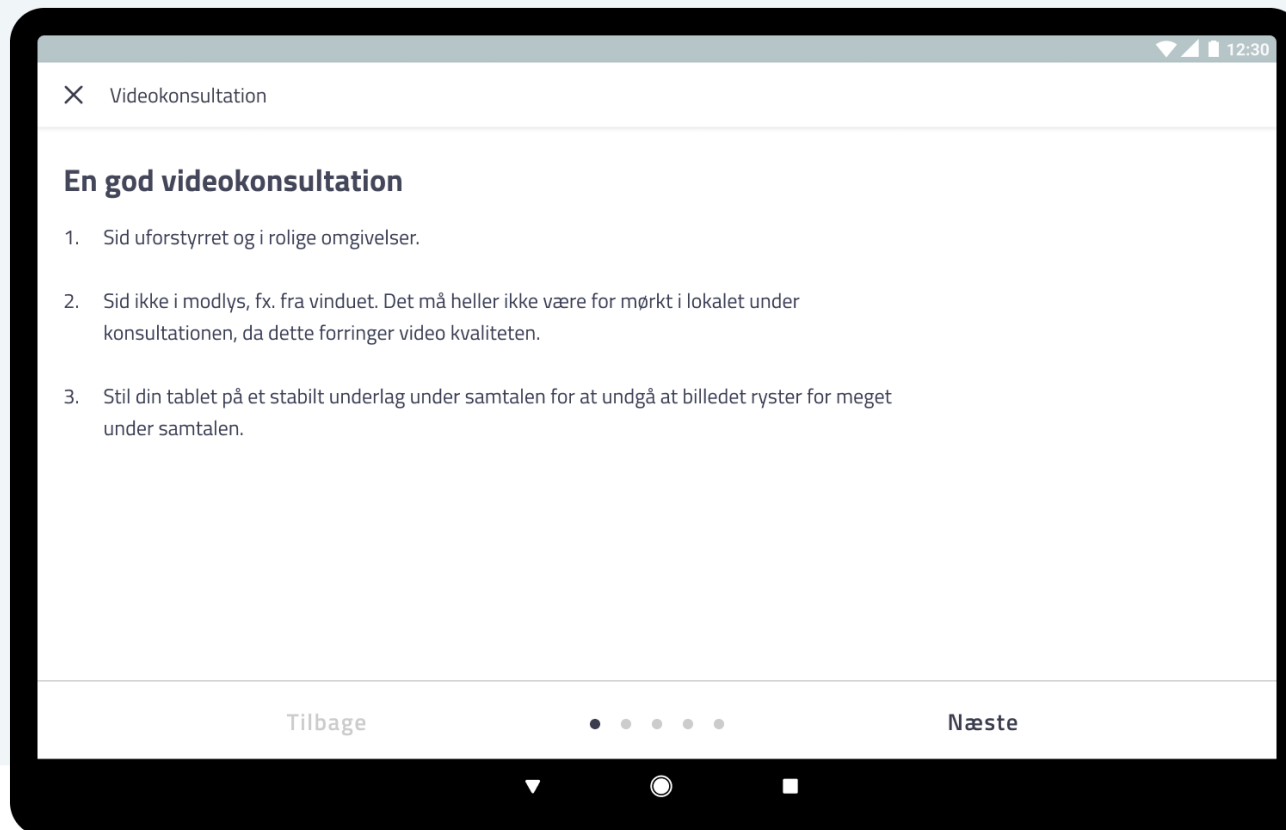 12:30
Videokonsultation
En god videokonsultation
1. Sid uforstyrret og i rolige omgivelser.
2. Sid ikke i modlys, fx. fra vinduet. Det må heller ikke være for mørkt i lokalet under
konsultationen, da dette forringer video kvaliteten.
3. Stil din tablet på et stabilt underlag under samtalen for at undgå at billedet ryster for meget
under samtalen.
Tilbage
Næste